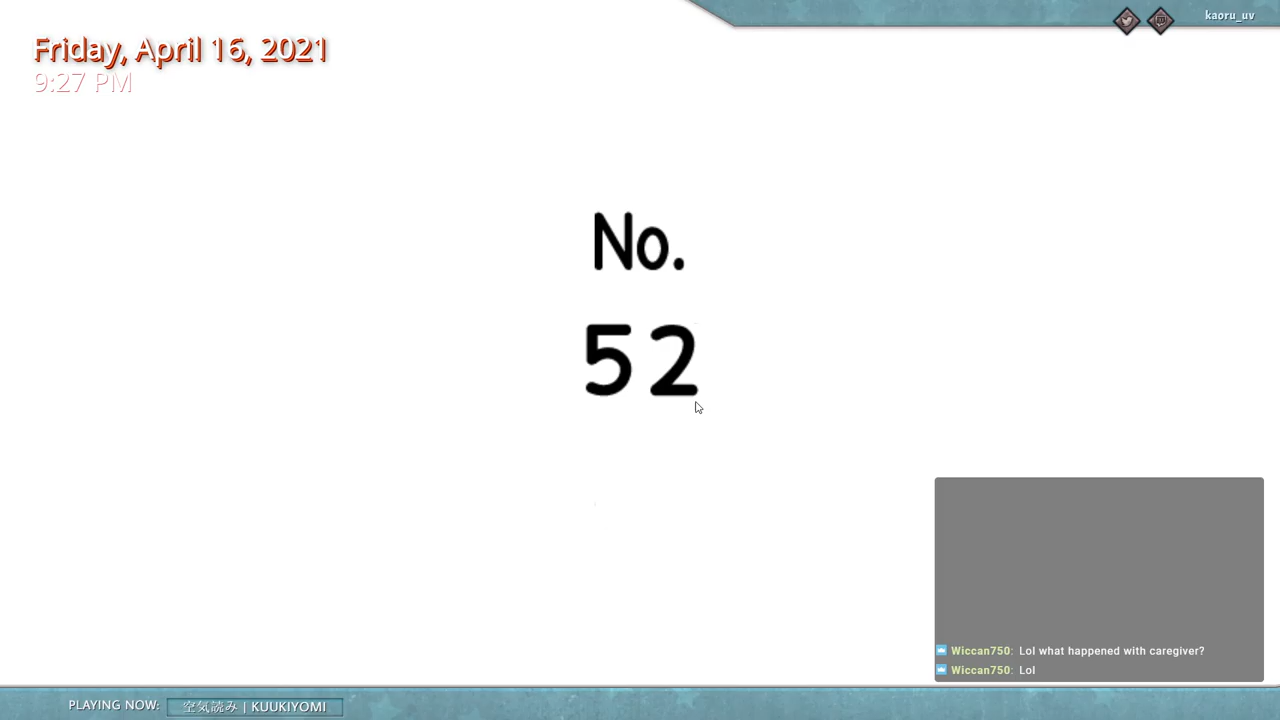 Friday, April 16, 2021
9:27 PM
kaoru_uv
No.
52
Wiccan750: Lol what happened with caregiver?
Wiccan750: Lol
PLAYING NOW: 空気読み | KUUKIYOMI